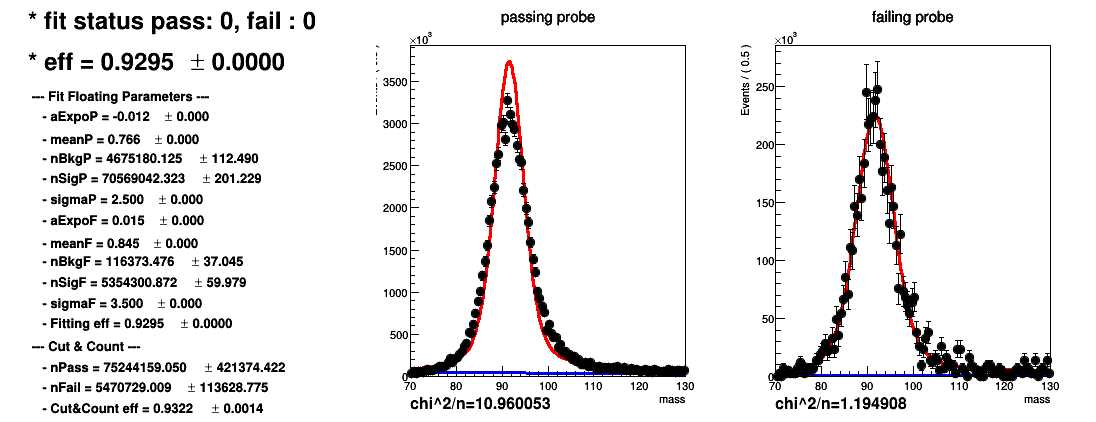 * fit status pass: 0, fail : 0
* eff = 0.9295 ± 0.0000
--- Fit Floating Parameters ---
- aExpoP = -0.012 ± 0.000
- meanP = 0.766 ± 0.000
- nBkgP = 4675180.125 ± 112.490
- nSigP = 70569042.323 ± 201.229
- sigmaP = 2.500 ± 0.000
- aExpoF = 0.015 ± 0.000
- meanF = 0.845 ± 0.000
- nBkgF = 116373.476 ± 37.045
- nSigF = 5354300.872 ± 59.979
- sigmaF = 3.500 ± 0.000
- Fitting eff = 0.9295 ± 0.0000
--- Cut & Count ---
- nPass = 75244159.050 ± 421374.422
- nFail = 5470729.009 ± 113628.775
- Cut&Count eff = 0.9322 ± 0.0014
passing probe
×10³
3500
3000
2500
2000
1500
1000
500
0
70 80 90 100 110 120 130
mass
chi^2/n=10.960053
failing probe
×10³
Events / ( 0.5 )
250
200
150
100
50
0
70 80 90 100 110 120 130
mass
chi^2/n=1.194908